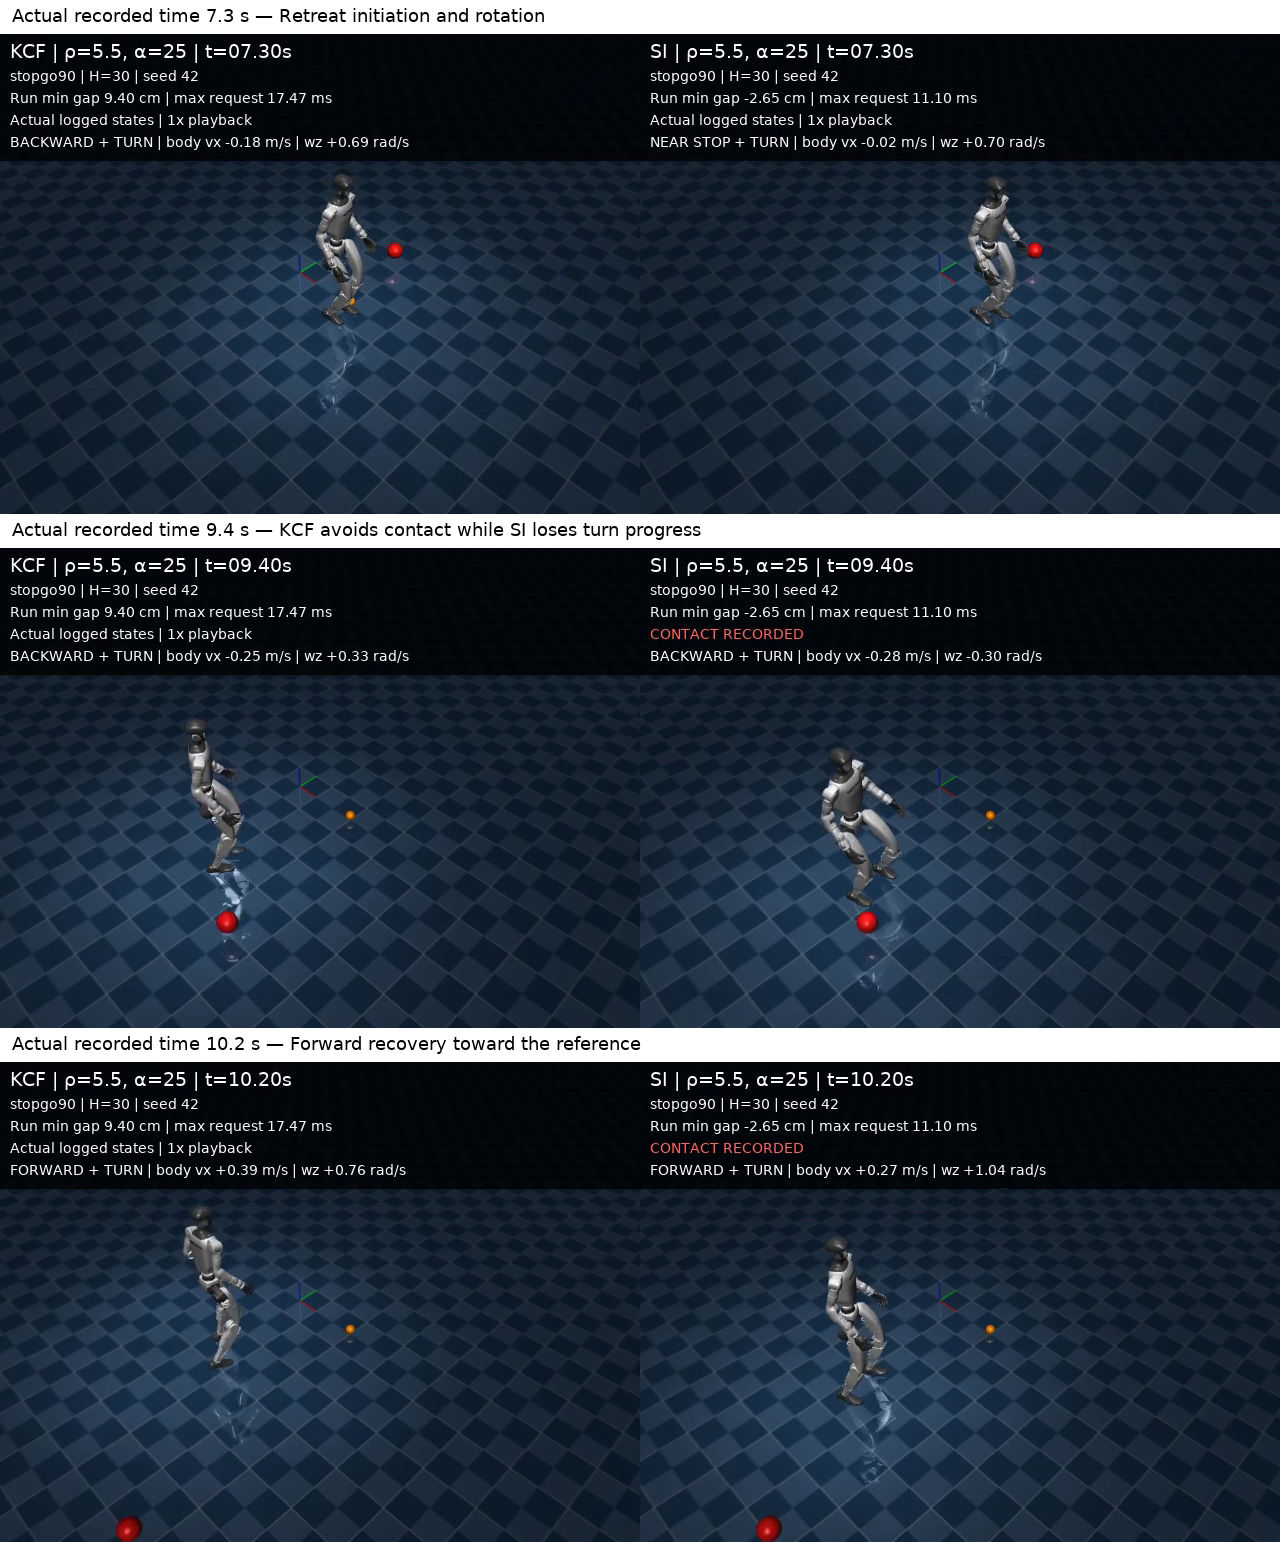 Actual recorded time 7.3 s — Retreat initiation and rotation
KCF | ρ=5.5, α=25 | t=07.30s
stopgo90 | H=30 | seed 42
Run min gap 9.40 cm | max request 17.47 ms
Actual logged states | 1x playback
BACKWARD + TURN | body vx -0.18 m/s | wz +0.69 rad/s
SI | ρ=5.5, α=25 | t=07.30s
stopgo90 | H=30 | seed 42
Run min gap -2.65 cm | max request 11.10 ms
Actual logged states | 1x playback
NEAR STOP + TURN | body vx -0.02 m/s | wz +0.70 rad/s
Actual recorded time 9.4 s — KCF avoids contact while SI loses turn progress
KCF | ρ=5.5, α=25 | t=09.40s
stopgo90 | H=30 | seed 42
Run min gap 9.40 cm | max request 17.47 ms
Actual logged states | 1x playback
BACKWARD + TURN | body vx -0.25 m/s | wz +0.33 rad/s
SI | ρ=5.5, α=25 | t=09.40s
stopgo90 | H=30 | seed 42
Run min gap -2.65 cm | max request 11.10 ms
CONTACT RECORDED
BACKWARD + TURN | body vx -0.28 m/s | wz -0.30 rad/s
Actual recorded time 10.2 s — Forward recovery toward the reference
KCF | ρ=5.5, α=25 | t=10.20s
stopgo90 | H=30 | seed 42
Run min gap 9.40 cm | max request 17.47 ms
Actual logged states | 1x playback
FORWARD + TURN | body vx +0.39 m/s | wz +0.76 rad/s
SI | ρ=5.5, α=25 | t=10.20s
stopgo90 | H=30 | seed 42
Run min gap -2.65 cm | max request 11.10 ms
CONTACT RECORDED
FORWARD + TURN | body vx +0.27 m/s | wz +1.04 rad/s